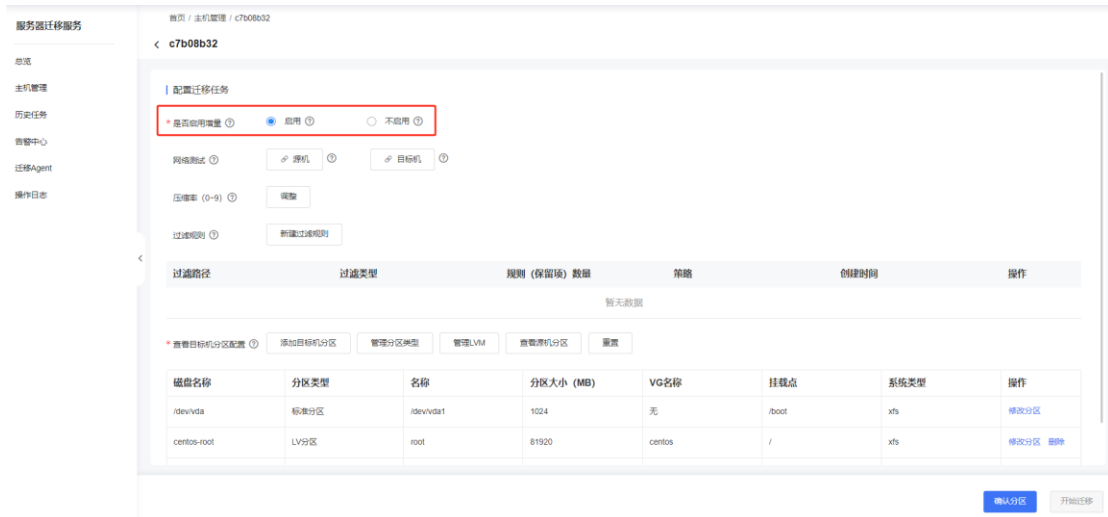 服务器迁移服务
首页 / 主机管理 / c7b08b32
c7b08b32
总览
主机管理
历史任务
告警中心
迁移Agent
操作日志
配置迁移任务
* 是否启用增量 启用 不启用
网络测试 源机 目标机
压缩率（0~9） 调整
过滤规则 新建过滤规则
过滤路径 过滤类型 规则（保留项）数量 策略 创建时间 操作
暂无数据
* 查看目标机分区配置 添加目标机分区 管理分区类型 管理LVM 查看源机分区 重置
磁盘名称 分区类型 名称 分区大小（MB） VG名称 挂载点 系统类型 操作
/dev/vda 标准分区 /dev/vda1 1024 无 /boot xfs 修改分区
centos-root LV分区 root 81920 centos / xfs 修改分区 删除
确认分区 开始迁移